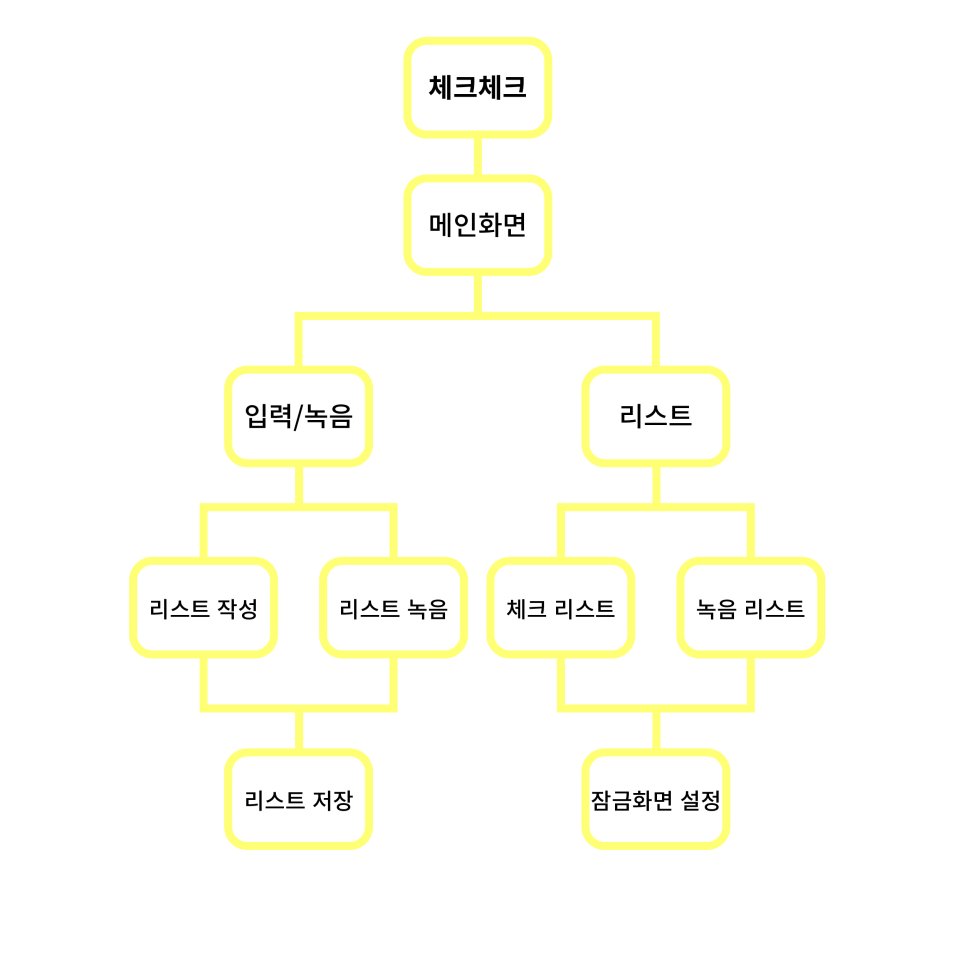 체크체크
메인화면
입력/녹음
리스트
리스트 작성
리스트 녹음
체크 리스트
녹음 리스트
리스트 저장
잠금화면 설정